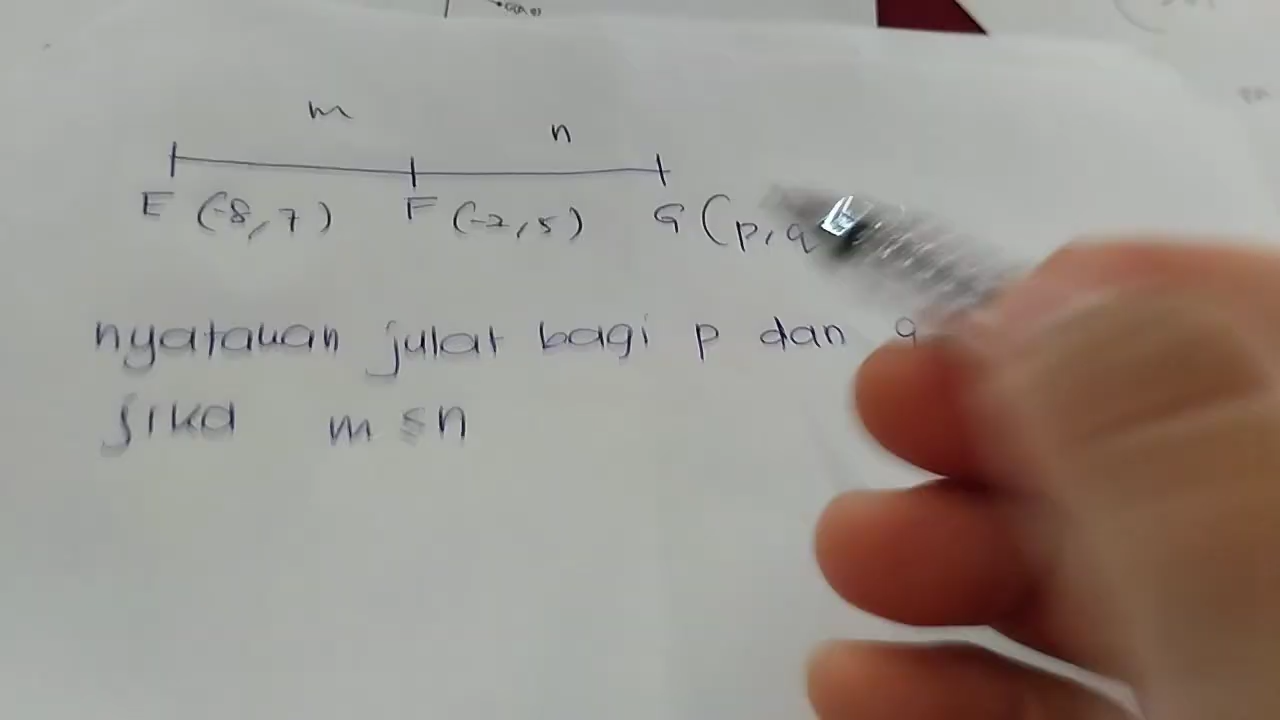 m n
E (-8, 7) F (-2, 5) G (p, q
nyatakan julat bagi p dan q
jika m ≤ n